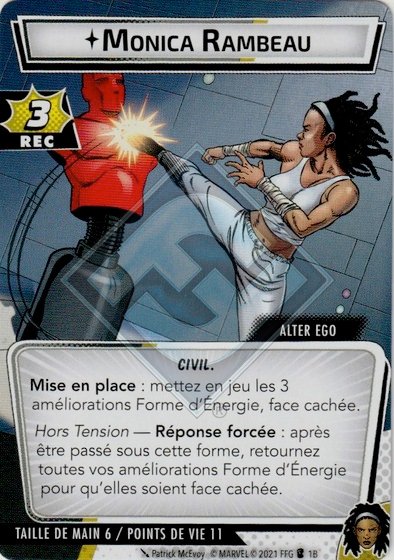 MONICA RAMBEAU
3
REC
ALTER EGO
CIVIL.
Mise en place : mettez en jeu les 3
améliorations Forme d'Énergie, face cachée.
Hors Tension — Réponse forcée : après
être passé sous cette forme, retournez
toutes vos améliorations Forme d'Énergie
pour qu'elles soient face cachée.
TAILLE DE MAIN 6 / POINTS DE VIE 11
Patrick McEvoy © MARVEL © 2021 FFG 1B